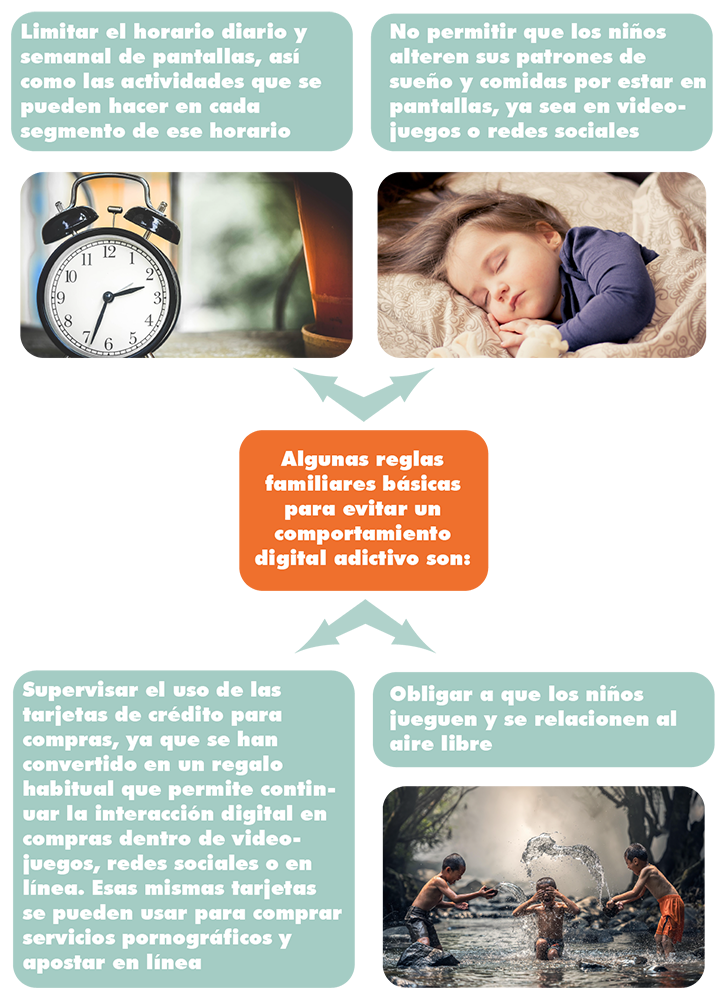 Limitar el horario diario y
semanal de pantallas, así
como las actividades que se
pueden hacer en cada
segmento de ese horario
No permitir que los niños
alteren sus patrones de
sueño y comidas por estar en
pantallas, ya sea en video-
juegos o redes sociales
11 12 1
10 2
9 3
8 4
7 6 5
Algunas reglas
familiares básicas
para evitar un
comportamiento
digital adictivo son:
Supervisar el uso de las
tarjetas de crédito para
compras, ya que se han
convertido en un regalo
habitual que permite contin-
uar la interacción digital en
compras dentro de video-
juegos, redes sociales o en
línea. Esas mismas tarjetas
se pueden usar para comprar
servicios pornográficos y
apostar en línea
Obligar a que los niños
jueguen y se relacionen al
aire libre